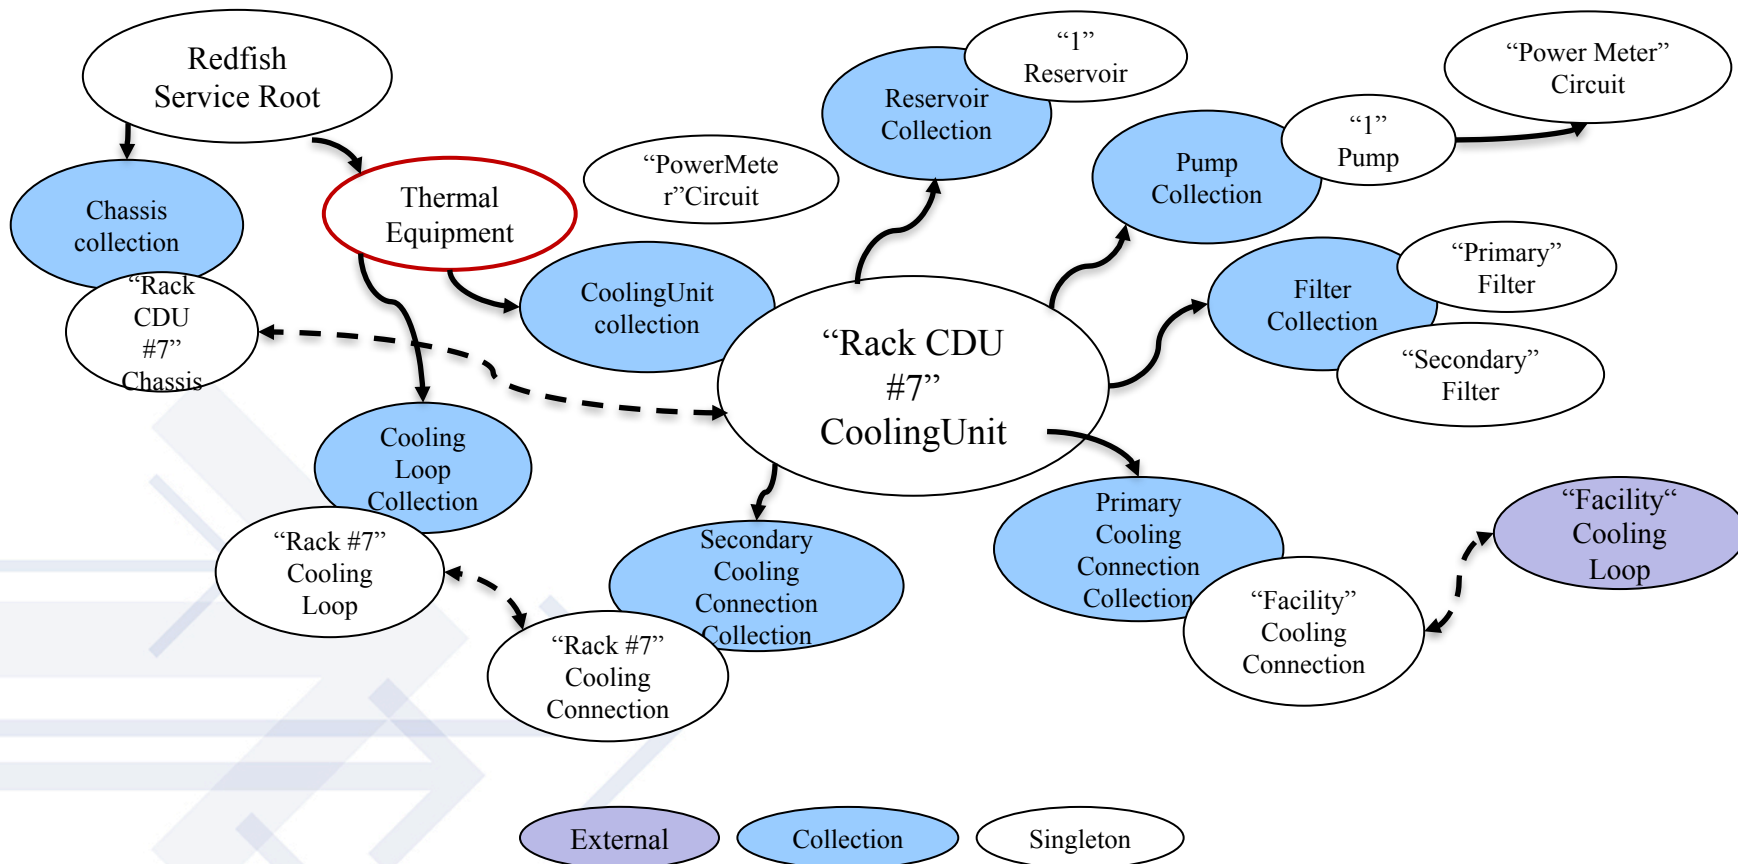 Redfish
Service Root
“1”
Reservoir
Reservoir
Collection
“Power Meter”
Circuit
“1”
Pump
Pump
Collection
“PowerMete
r”Circuit
Thermal
Equipment
Chassis
collection
“Rack
CDU
#7”
Chassis
CoolingUnit
collection
“Primary”
Filter
Filter
Collection
“Secondary”
Filter
“Rack CDU
#7”
CoolingUnit
Cooling
Loop
Collection
“Rack #7”
Cooling
Loop
Secondary
Cooling
Connection
Collection
“Rack #7”
Cooling
Connection
Primary
Cooling
Connection
Collection
“Facility”
Cooling
Connection
“Facility“
Cooling
Loop
External
Collection
Singleton